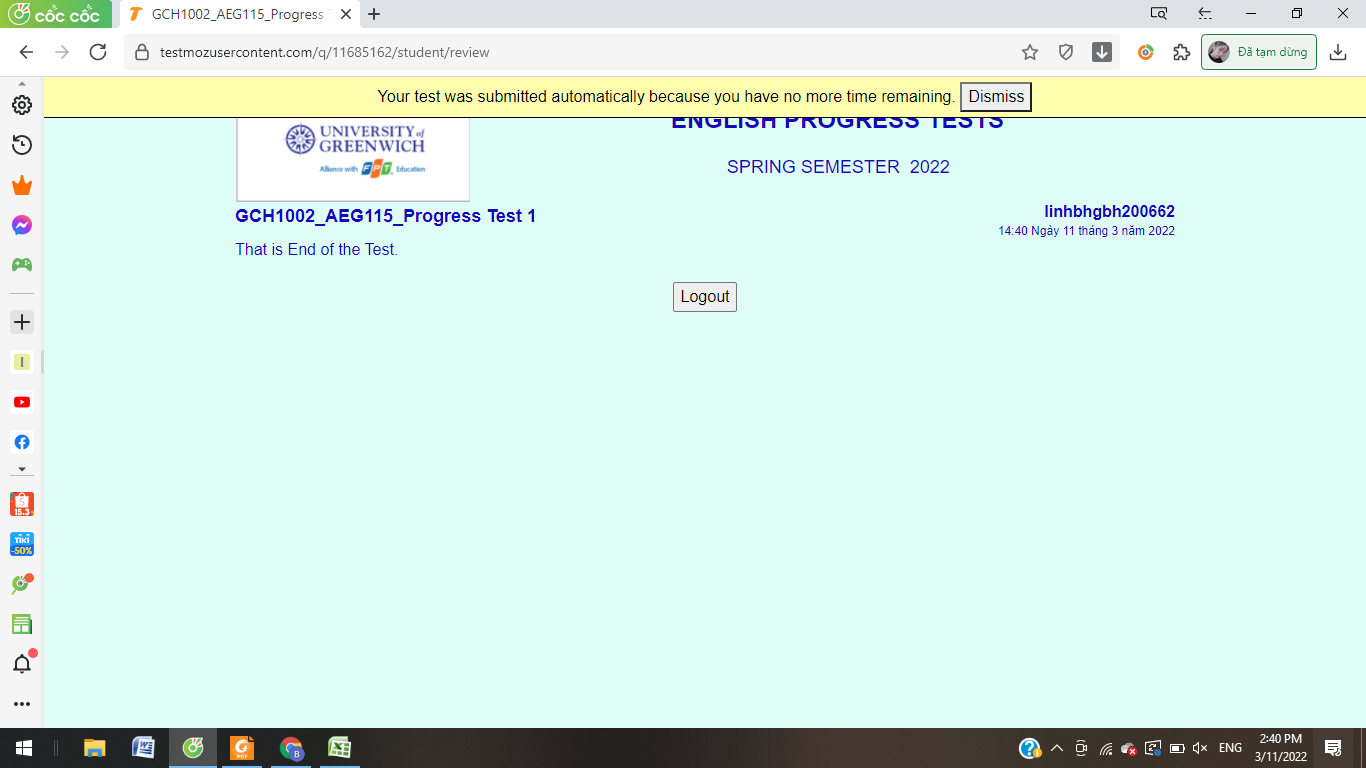 cốc cốc
GCH1002_AEG115_Progress
testmozusercontent.com/q/11685162/student/review
Đã tạm dừng
Your test was submitted automatically because you have no more time remaining. Dismiss
ENGLISH PROGRESS TESTS
UNIVERSITY of
GREENWICH
Alliance with FPT Education
SPRING SEMESTER 2022
GCH1002_AEG115_Progress Test 1
linhbhgbh200662
14:40 Ngày 11 tháng 3 năm 2022
That is End of the Test.
Logout
I
15.3
TIKI
-50%
PDF
B
ENG
2:40 PM
3/11/2022